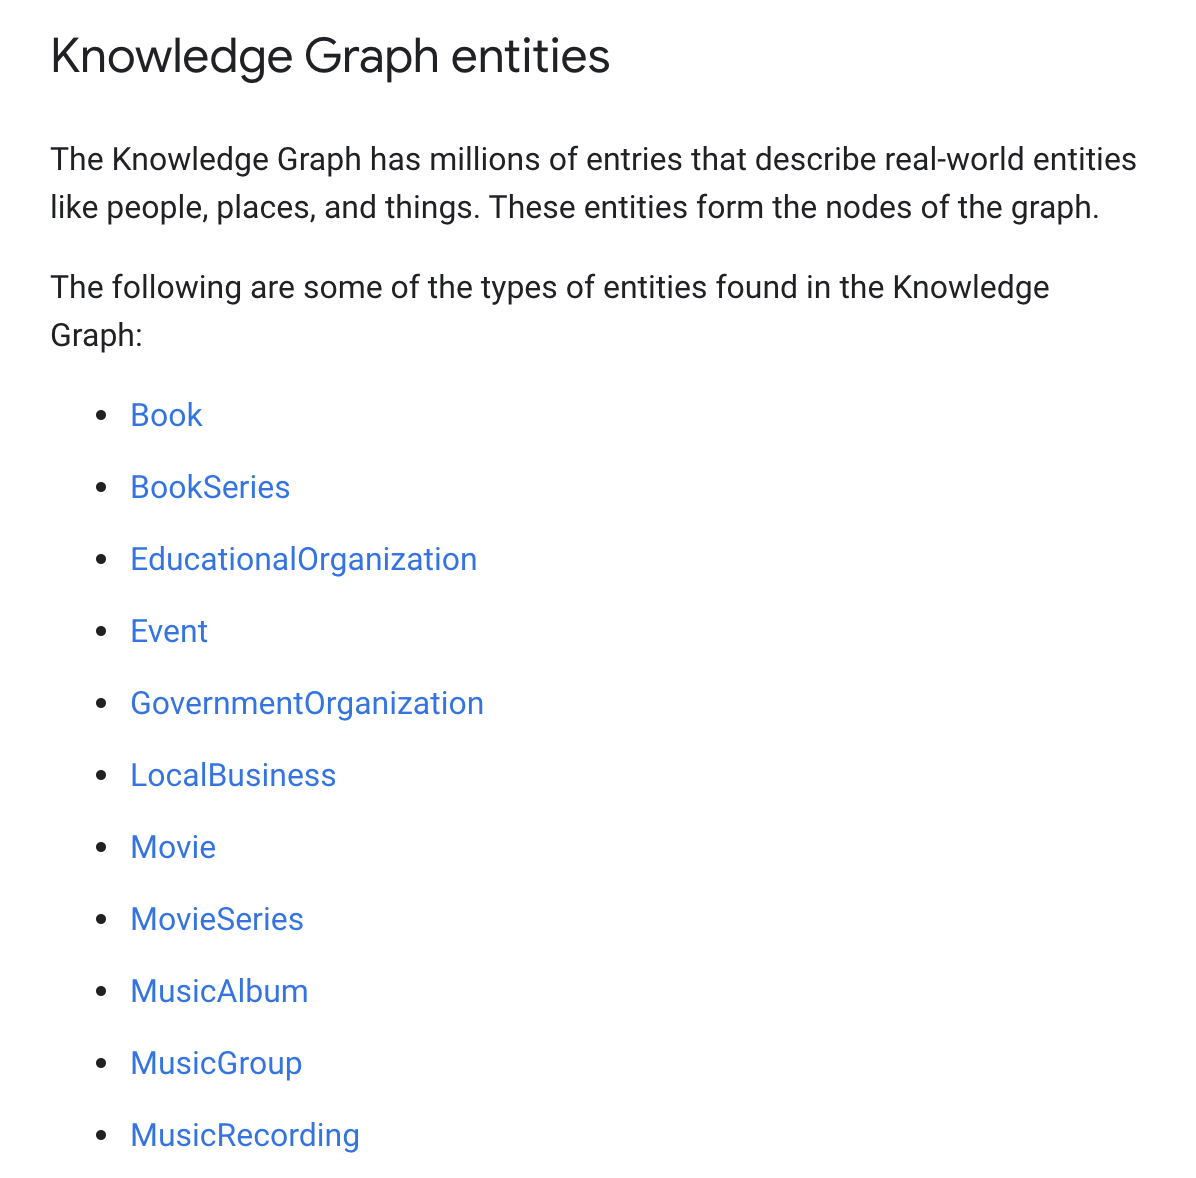 Knowledge Graph entities
The Knowledge Graph has millions of entries that describe real-world entities
like people, places, and things. These entities form the nodes of the graph.
The following are some of the types of entities found in the Knowledge
Graph:
Book
BookSeries
EducationalOrganization
Event
GovernmentOrganization
LocalBusiness
Movie
MovieSeries
MusicAlbum
MusicGroup
MusicRecording